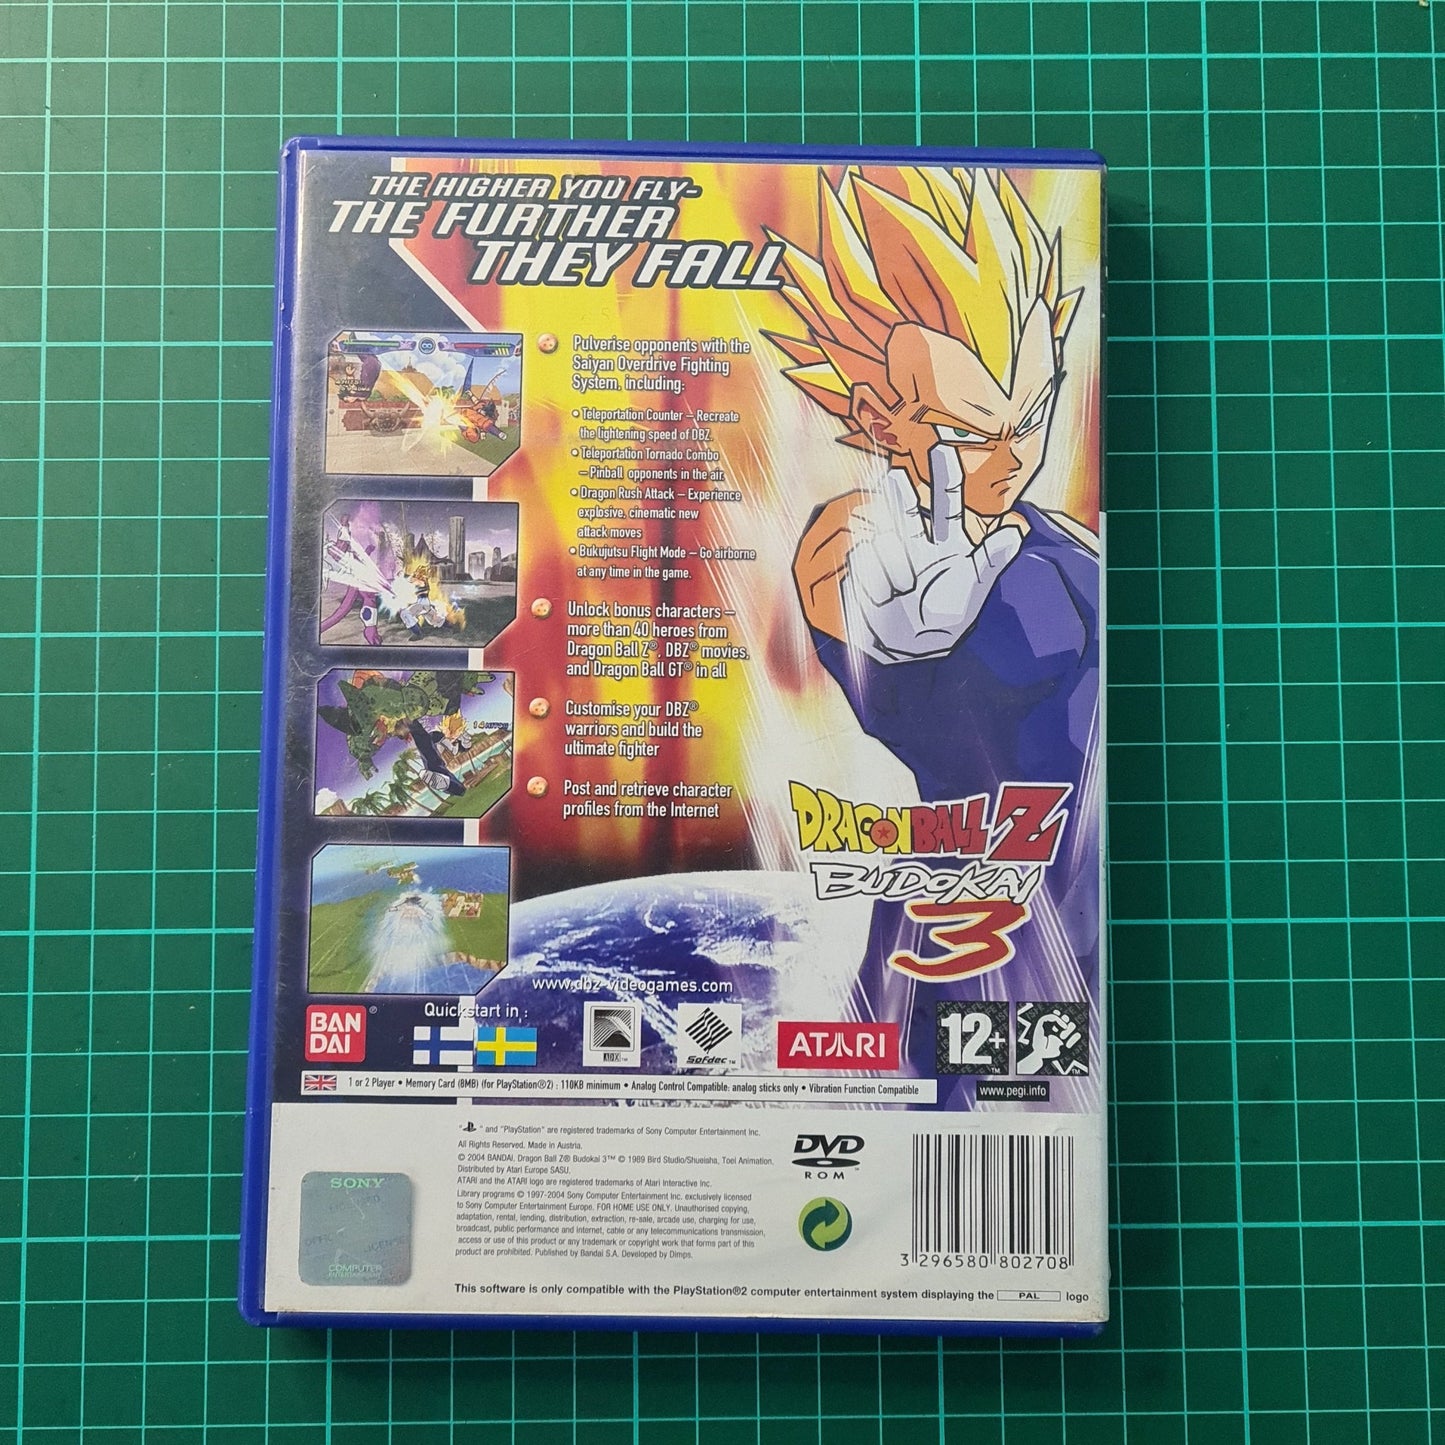 THE HIGHER YOU FLY-
THE FURTHER
THEY FALL
Pulverise opponents with the
Saiyan Overdrive Fighting
System, including:
• Teleportation Counter – Recreate
the lightening speed of DBZ.
• Teleportation Tornado Combo
– Pinball opponents in the air.
• Dragon Rush Attack – Experience
explosive, cinematic new
attack moves
• Bukujutsu Flight Mode – Go airborne
at any time in the game.
Unlock bonus characters –
more than 40 heroes from
Dragon Ball Z®, DBZ® movies,
and Dragon Ball GT® in all
Customise your DBZ®
warriors and build the
ultimate fighter
Post and retrieve character
profiles from the Internet
DRAGON BALL Z
BUDOKAI
3
www.dbz-videogames.com
BAN
DAI
®
Quickstart in :
ADX™
Sofdec™
ATARI
12+
www.pegi.info
1 or 2 Player • Memory Card (8MB) (for PlayStation®2) : 110KB minimum • Analog Control Compatible: analog sticks only • Vibration Function Compatible
" " and "PlayStation" are registered trademarks of Sony Computer Entertainment Inc.
All Rights Reserved. Made in Austria.
© 2004 BANDAI. Dragon Ball Z® Budokai 3™ © 1989 Bird Studio/Shueisha, Toei Animation.
Distributed by Atari Europe SASU.
ATARI and the ATARI logo are registered trademarks of Atari Interactive Inc.
Library programs © 1997-2004 Sony Computer Entertainment Inc. exclusively licensed
to Sony Computer Entertainment Europe. FOR HOME USE ONLY. Unauthorised copying,
adaptation, rental, lending, distribution, extraction, re-sale, arcade use, charging for use,
broadcast, public performance and internet, cable or any telecommunications transmission,
access or use of this product or any trademark or copyright work that forms part of this
product are prohibited. Published by Bandai S.A. Developed by Dimps.
DVD
ROM
SONY
COMPUTER
ENTERTAINMENT
3 296580 802708
This software is only compatible with the PlayStation®2 computer entertainment system displaying the PAL logo